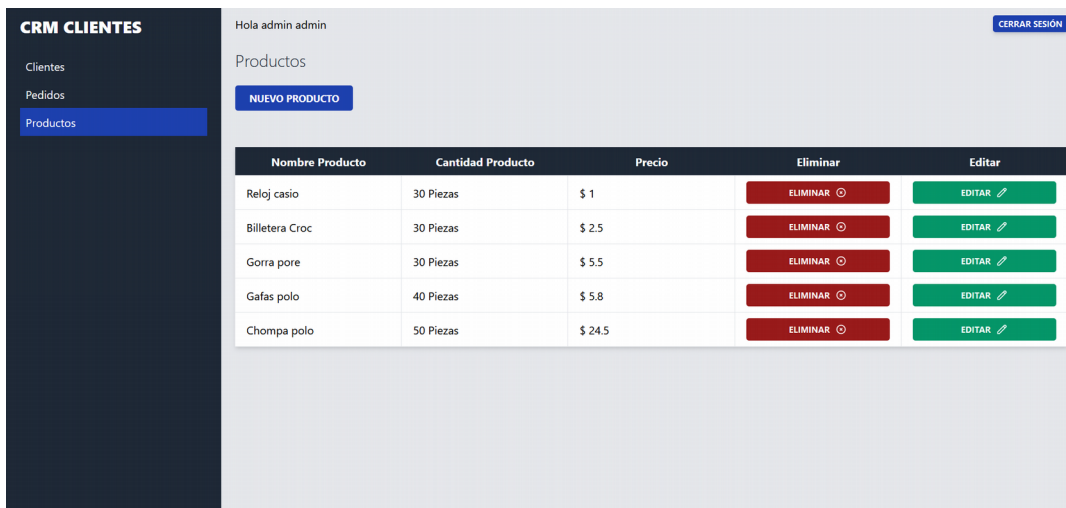 CRM CLIENTES
Clientes
Pedidos
Productos
Hola admin admin
CERRAR SESIÓN
Productos
NUEVO PRODUCTO
Nombre Producto Cantidad Producto Precio Eliminar Editar
Reloj casio 30 Piezas $ 1 ELIMINAR EDITAR
Billetera Croc 30 Piezas $ 2.5 ELIMINAR EDITAR
Gorra pore 30 Piezas $ 5.5 ELIMINAR EDITAR
Gafas polo 40 Piezas $ 5.8 ELIMINAR EDITAR
Chompa polo 50 Piezas $ 24.5 ELIMINAR EDITAR